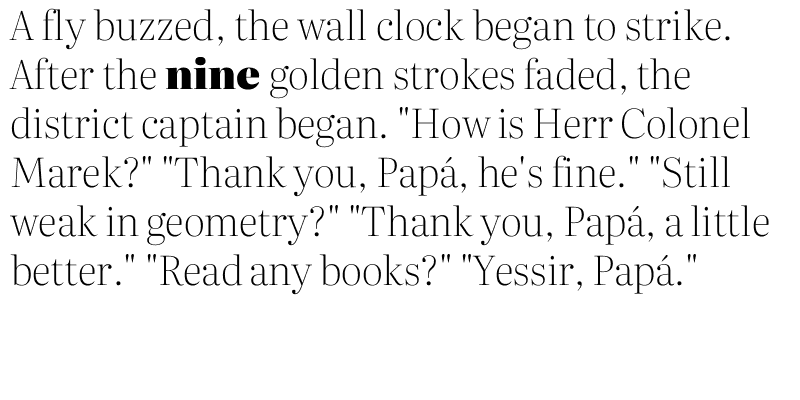 A fly buzzed, the wall clock began to strike.
After the nine golden strokes faded, the
district captain began. "How is Herr Colonel
Marek?" "Thank you, Papá, he's fine." "Still
weak in geometry?" "Thank you, Papá, a little
better." "Read any books?" "Yessir, Papá."